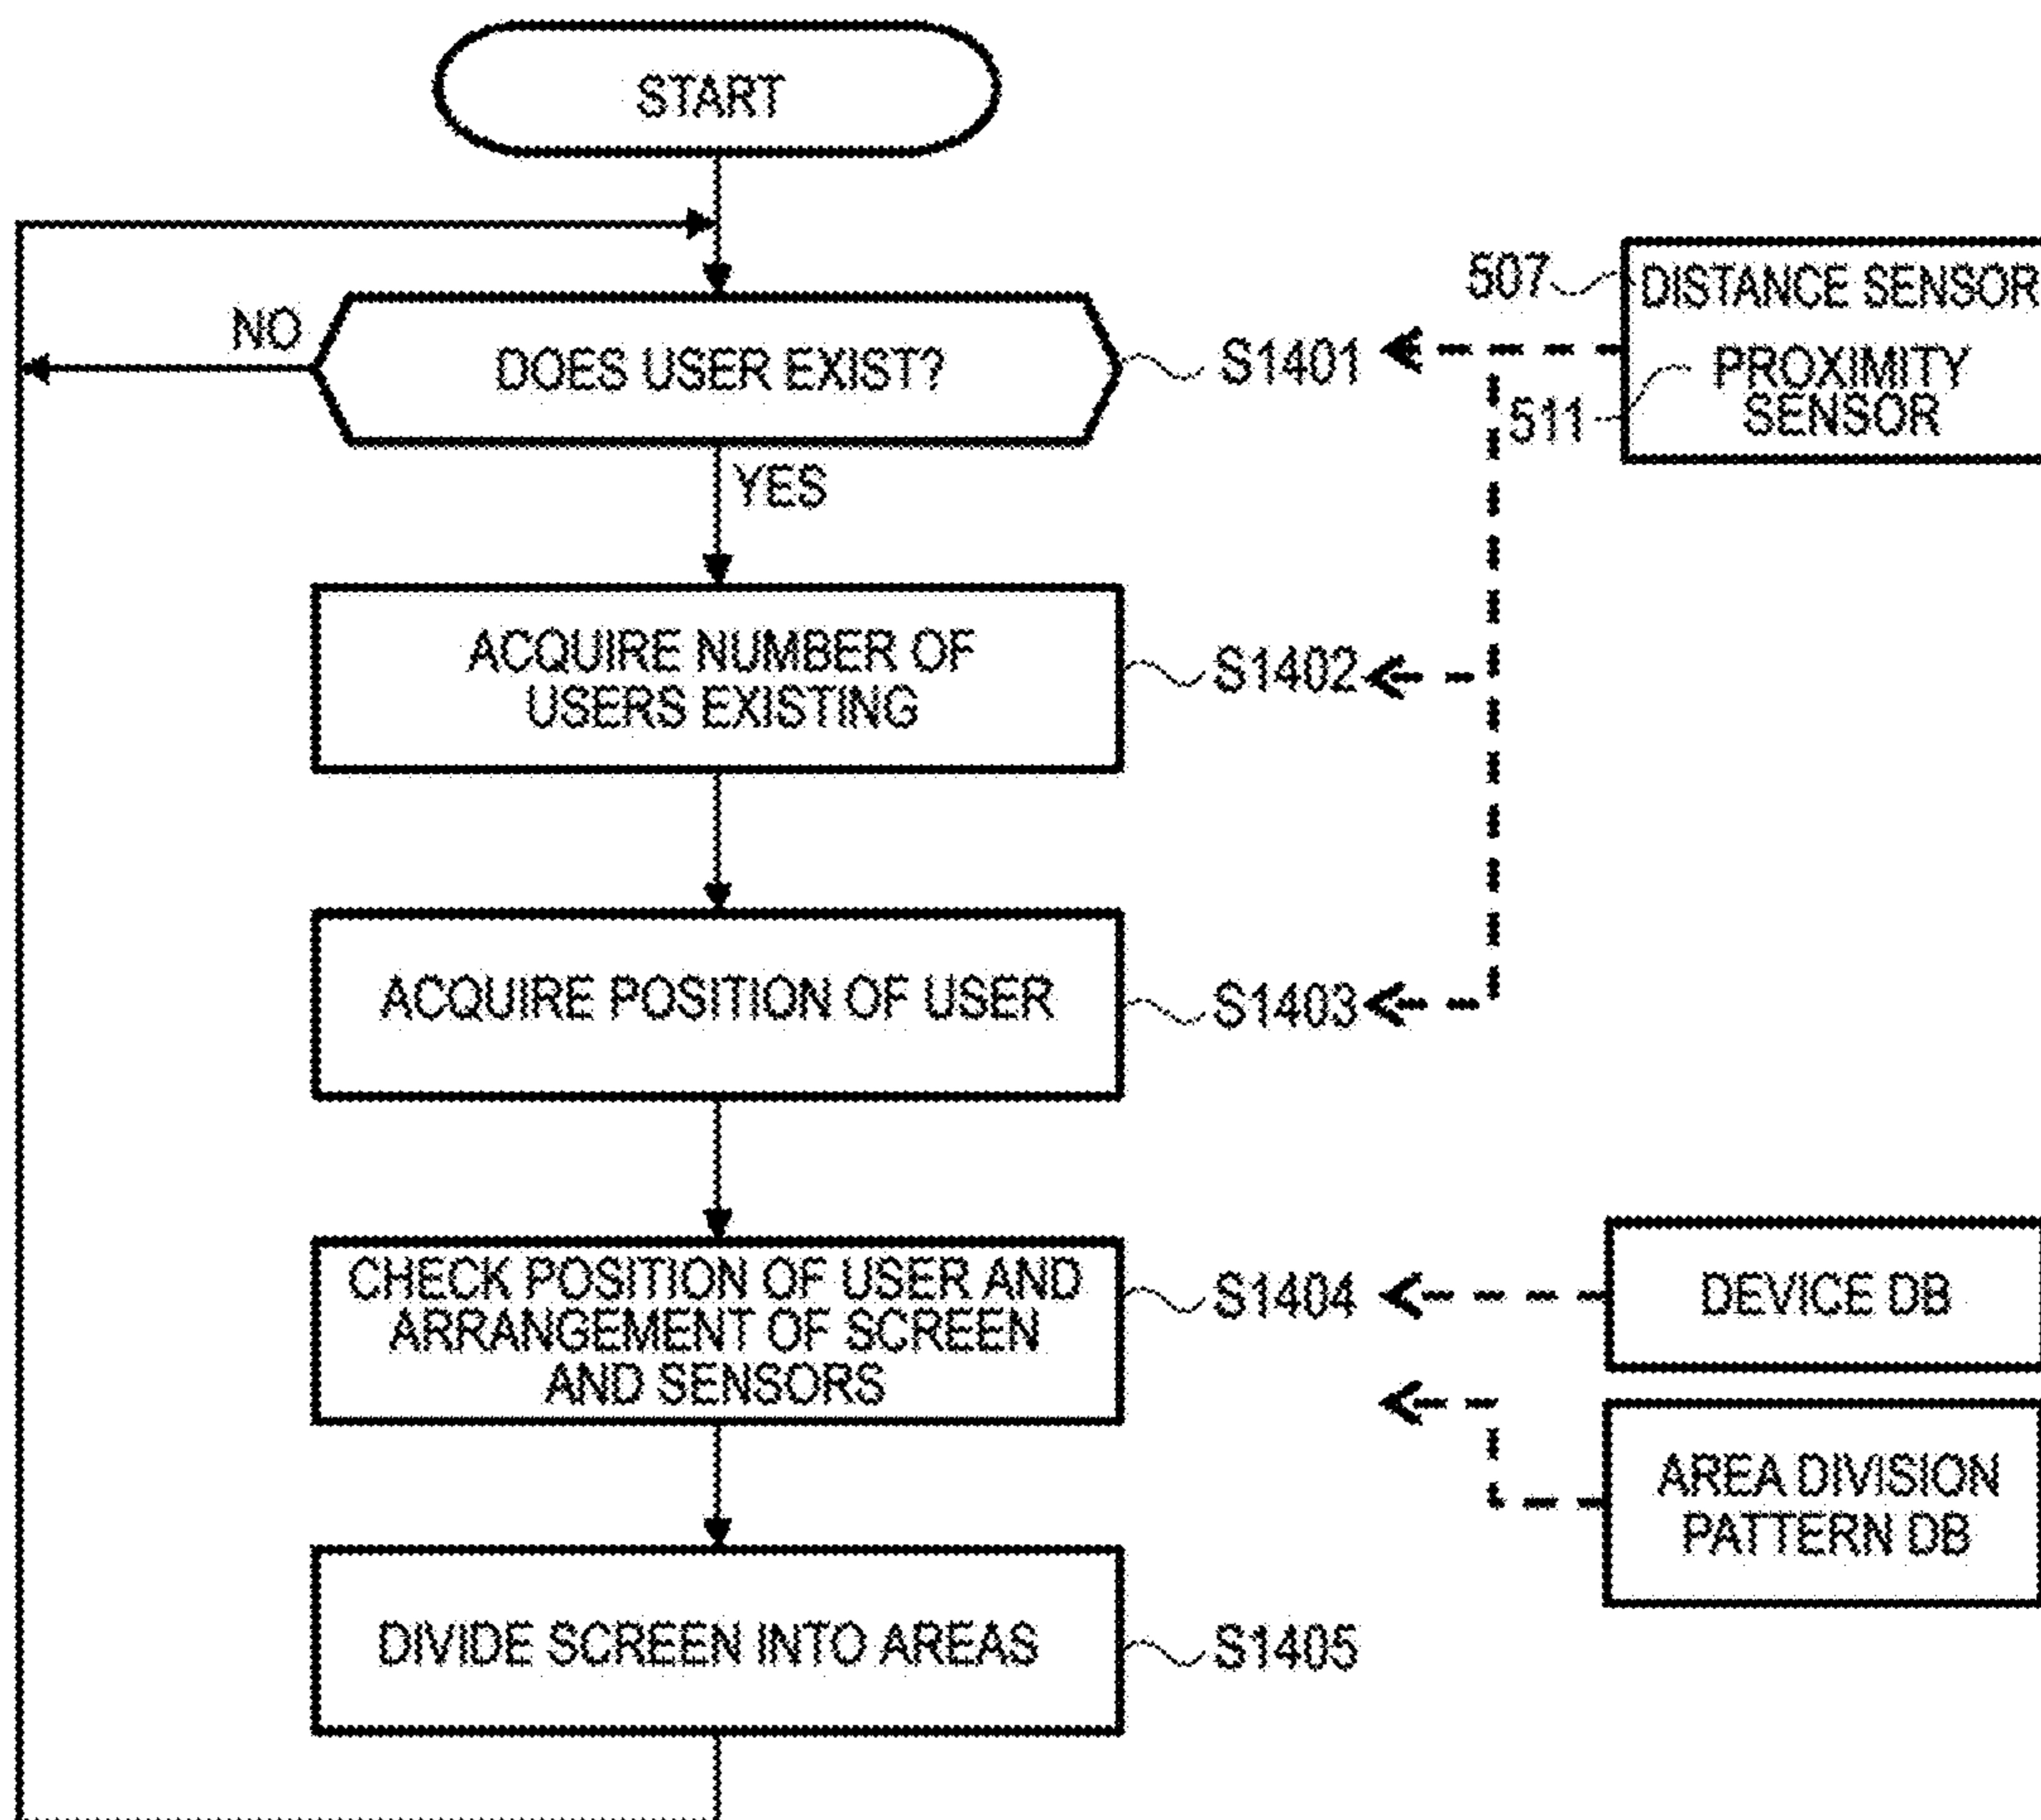 START
NO
DOES USER EXIST?
S1401
507
DISTANCE SENSOR
PROXIMITY
SENSOR
511
YES
ACQUIRE NUMBER OF
USERS EXISTING
S1402
ACQUIRE POSITION OF USER
S1403
CHECK POSITION OF USER AND
ARRANGEMENT OF SCREEN
AND SENSORS
S1404
DEVICE DB
AREA DIVISION
PATTERN DB
DIVIDE SCREEN INTO AREAS
S1405